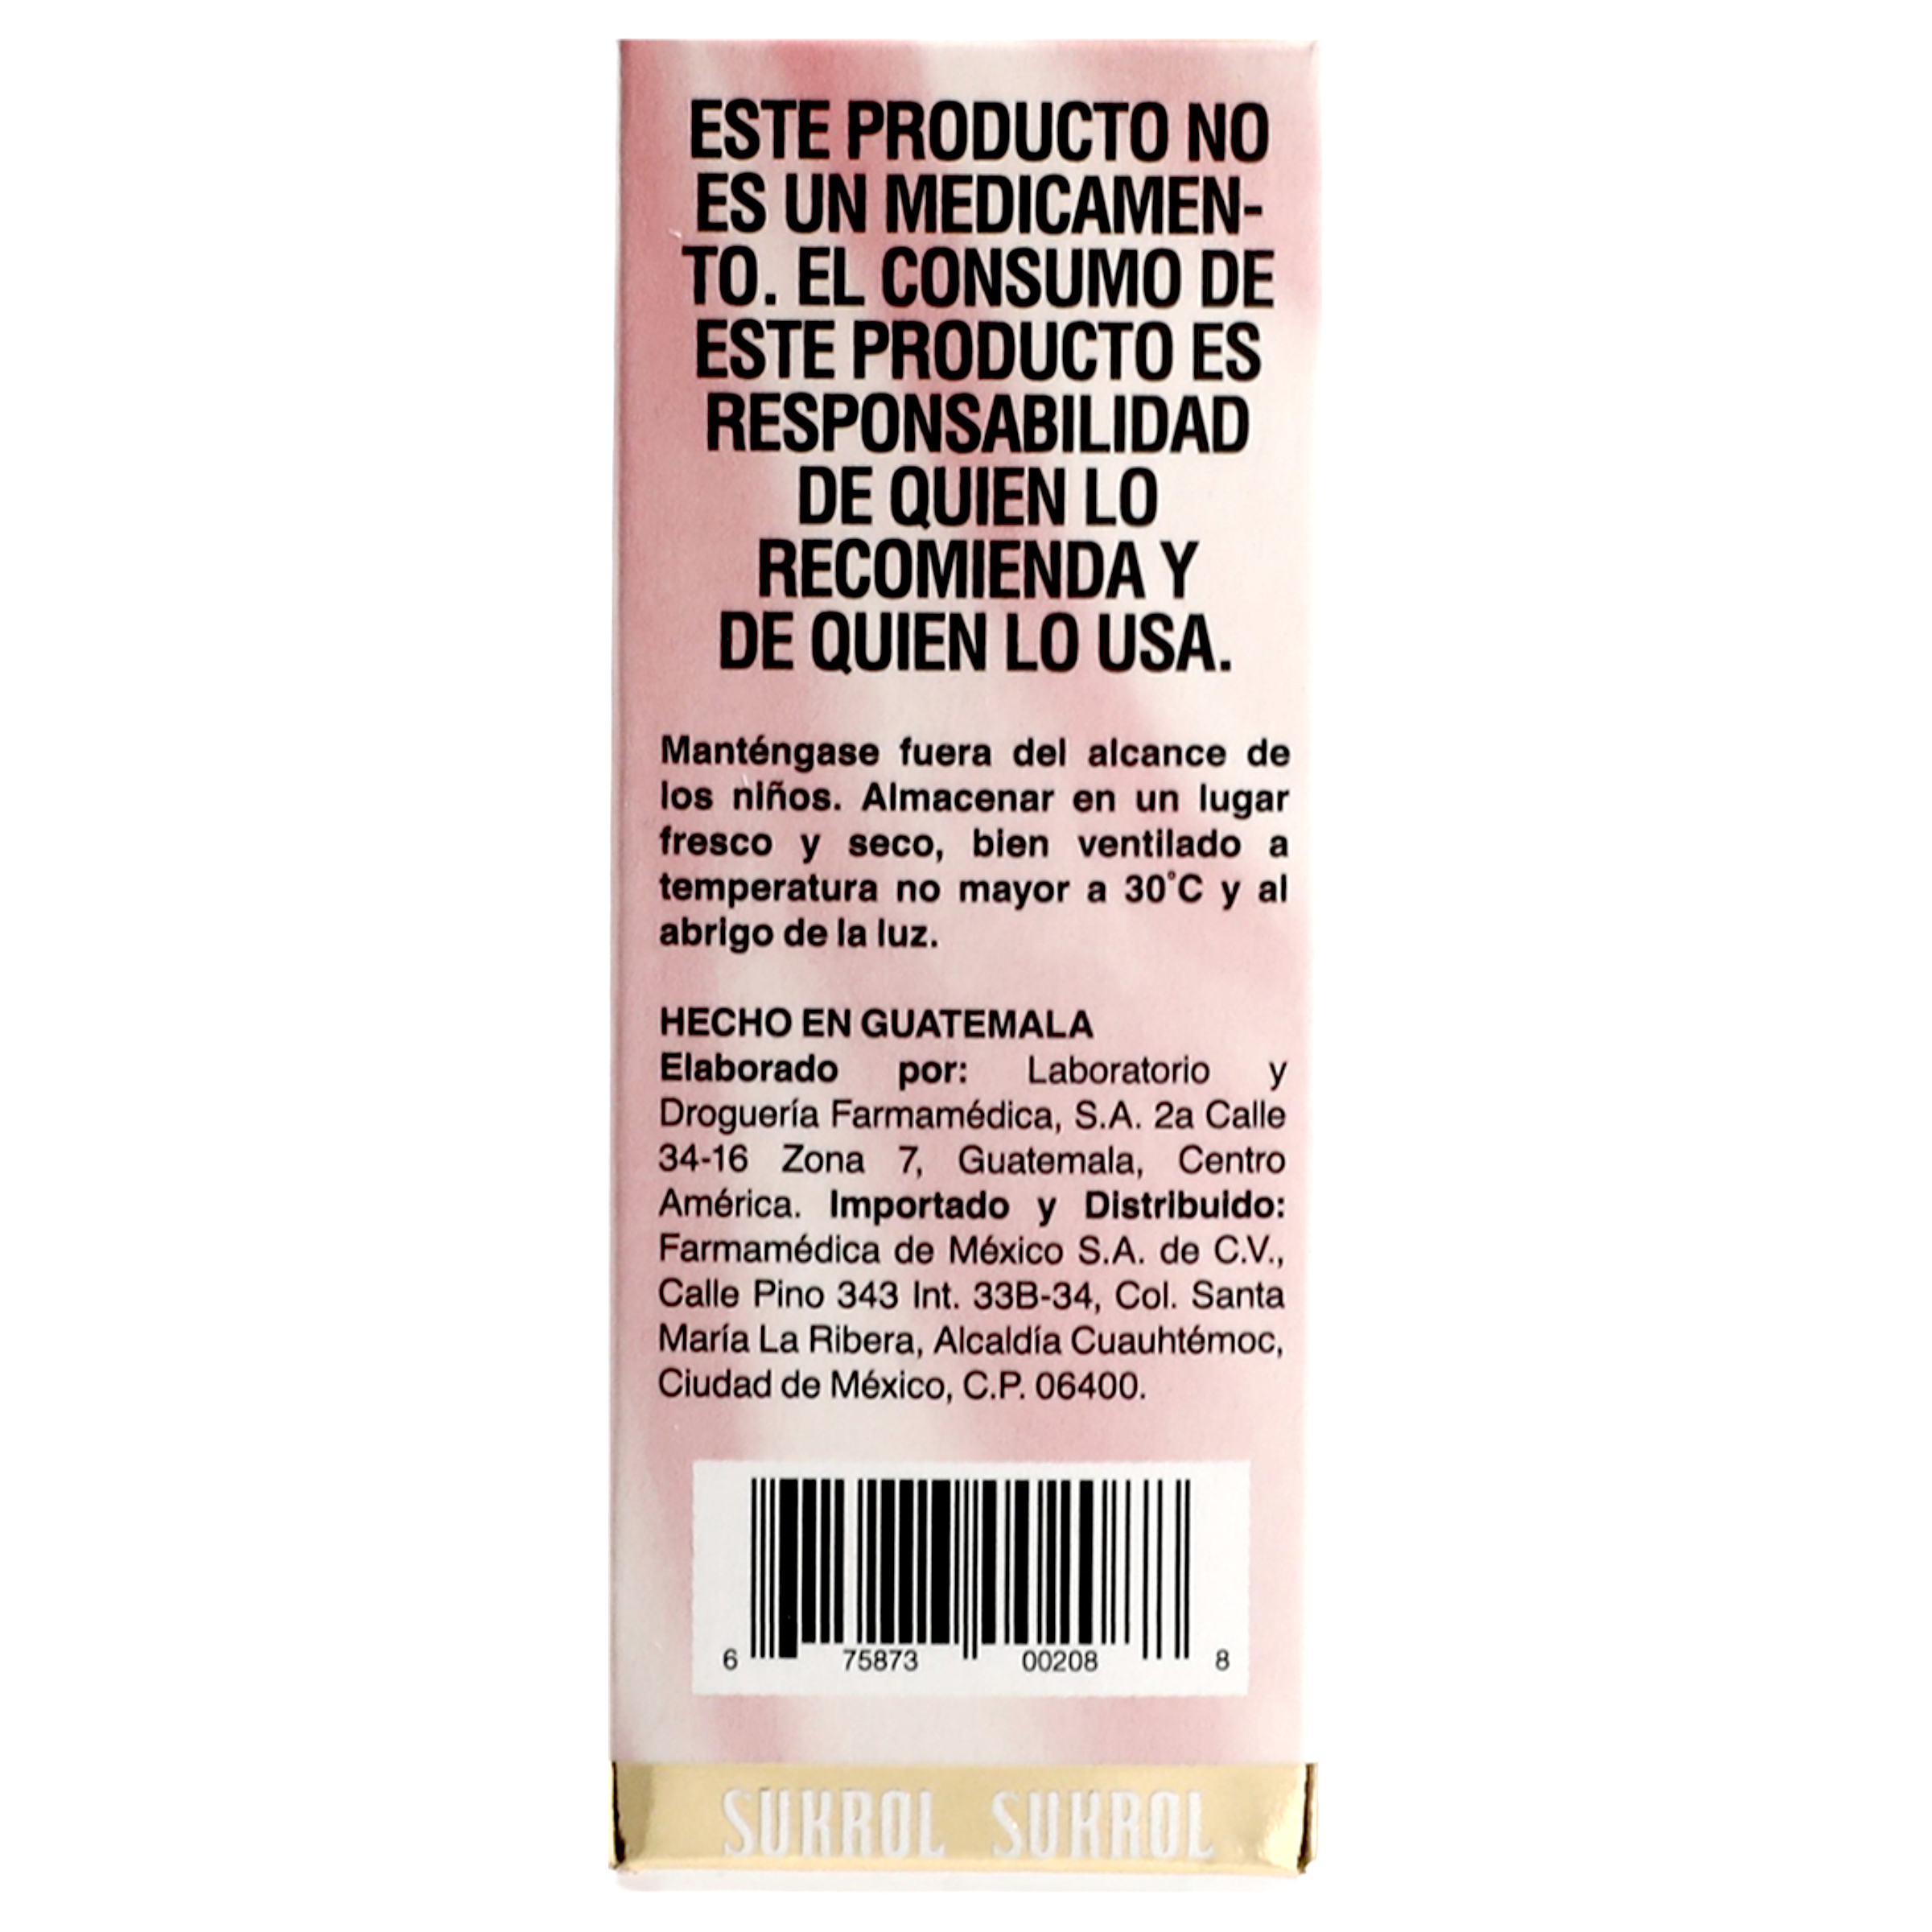 ESTE PRODUCTO NO
ES UN MEDICAMEN-
TO. EL CONSUMO DE
ESTE PRODUCTO ES
RESPONSABILIDAD
DE QUIEN LO
RECOMIENDA Y
DE QUIEN LO USA.
Manténgase fuera del alcance de
los niños. Almacenar en un lugar
fresco y seco, bien ventilado a
temperatura no mayor a 30°C y al
abrigo de la luz.
HECHO EN GUATEMALA
Elaborado por: Laboratorio y
Droguería Farmamédica, S.A. 2a Calle
34-16 Zona 7, Guatemala, Centro
América. Importado y Distribuido:
Farmamédica de México S.A. de C.V.,
Calle Pino 343 Int. 33B-34, Col. Santa
María La Ribera, Alcaldía Cuauhtémoc,
Ciudad de México, C.P. 06400.
6 75873 00208 8
SUKROL SUKROL